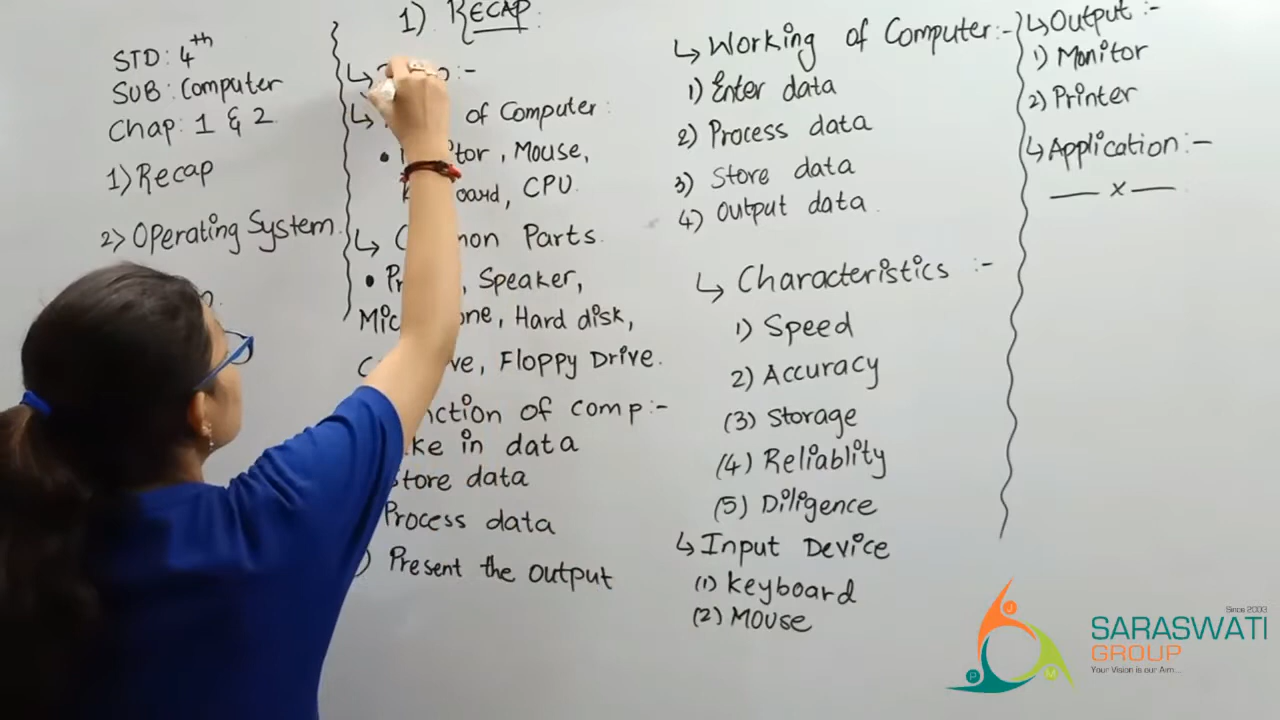 STD: 4th
SUB: Computer
Chap: 1 & 2
1) Recap
2) Operating System
1) RECAP:
of Computer:
Mouse,
CPU.
Parts.
Speaker,
Hard disk,
Floppy Drive.
of comp:-
in data
Store data
Process data
Present the output
↳ Working of Computer:-
1) Enter data
2) Process data
3) Store data
4) Output data.
↳ Characteristics :-
1) Speed
2) Accuracy
(3) Storage
(4) Reliablity
(5) Diligence
↳ Input Device
(1) Keyboard
(2) Mouse
↳ Output :-
1) Monitor
2) Printer
↳ Application :-
— x —
Since 2003
SARASWATI
GROUP
Your Vision is our Aim...
J
P
M